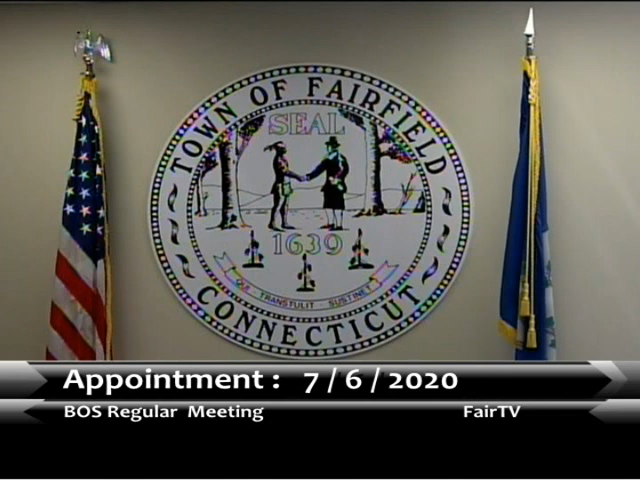 TOWN OF FAIRFIELD
SEAL
1639
QUI · TRANSTULIT · SUSTINET
CONNECTICUT
Appointment : 7 / 6 / 2020
BOS Regular Meeting FairTV